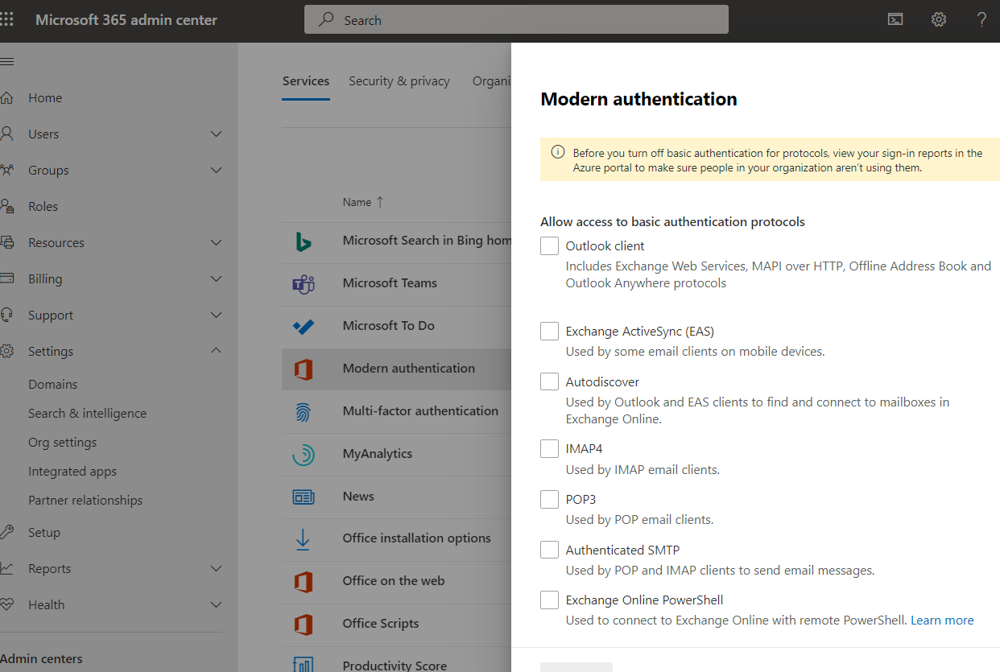 Microsoft 365 admin center
Search
Home
Users
Groups
Roles
Resources
Billing
Support
Settings
Domains
Search & intelligence
Org settings
Integrated apps
Partner relationships
Setup
Reports
Health
Admin centers
Services Security & privacy Organi
Name ↑
Microsoft Search in Bing hom
Microsoft Teams
Microsoft To Do
Modern authentication
Multi-factor authentication
MyAnalytics
News
Office installation options
Office on the web
Office Scripts
Productivity Score
Modern authentication
Before you turn off basic authentication for protocols, view your sign-in reports in the
Azure portal to make sure people in your organization aren't using them.
Allow access to basic authentication protocols
Outlook client
Includes Exchange Web Services, MAPI over HTTP, Offline Address Book and
Outlook Anywhere protocols
Exchange ActiveSync (EAS)
Used by some email clients on mobile devices.
Autodiscover
Used by Outlook and EAS clients to find and connect to mailboxes in
Exchange Online.
IMAP4
Used by IMAP email clients.
POP3
Used by POP email clients.
Authenticated SMTP
Used by POP and IMAP clients to send email messages.
Exchange Online PowerShell
Used to connect to Exchange Online with remote PowerShell. Learn more